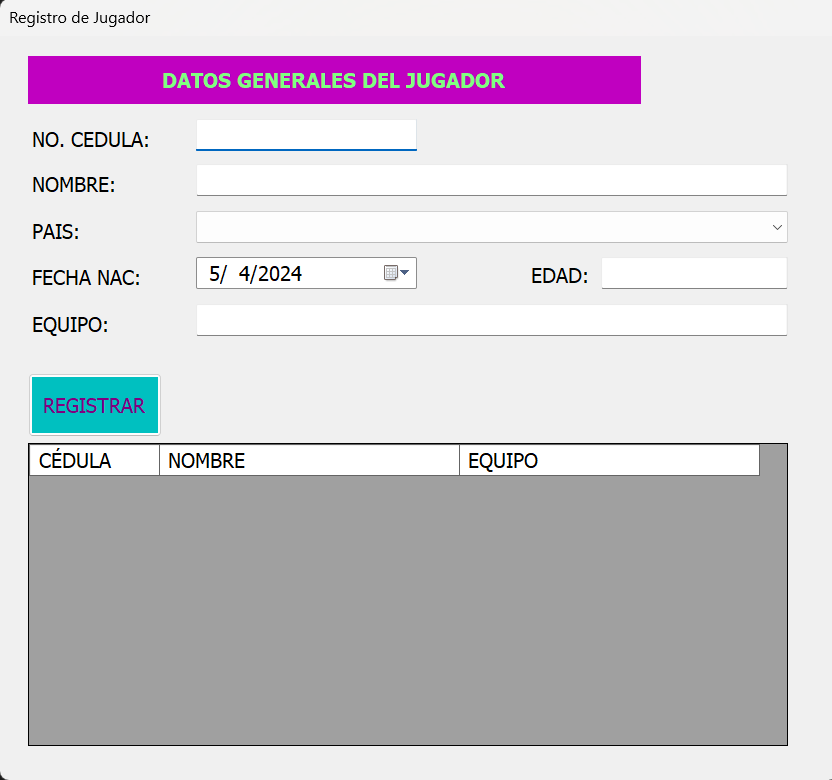 Registro de Jugador
DATOS GENERALES DEL JUGADOR
NO. CEDULA:
NOMBRE:
PAIS:
FECHA NAC: 5/ 4/2024 EDAD:
EQUIPO:
REGISTRAR
CÉDULA NOMBRE EQUIPO